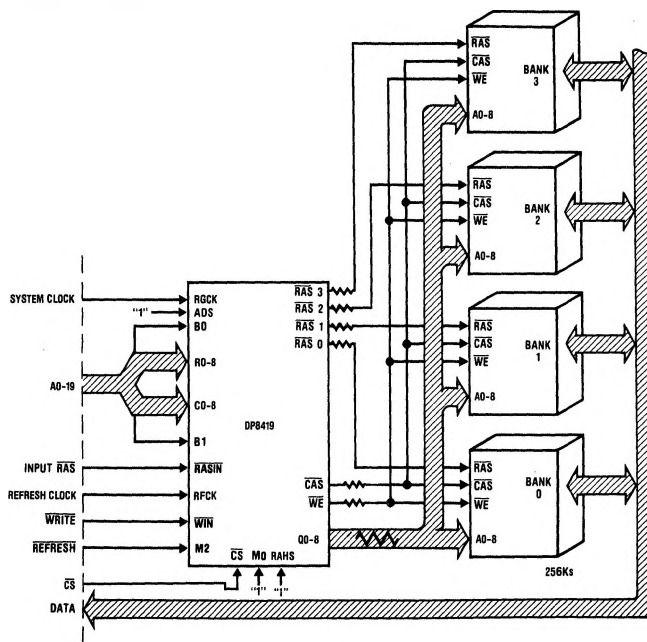 RAS
CAS
WE
A0-8
BANK
3
RAS
CAS
WE
A0-8
BANK
2
RAS
CAS
WE
A0-8
BANK
1
RAS
CAS
WE
A0-8
BANK
0
256Ks
SYSTEM CLOCK
"1"
A0-19
INPUT RAS
REFRESH CLOCK
WRITE
REFRESH
CS
DATA
RGCK
ADS
B0
R0-8
C0-8
B1
RASIN
RFCK
WIN
M2
DP8419
RAS 3
RAS 2
RAS 1
RAS 0
CAS
WE
Q0-8
CS M0 RAHS
"1" "1"